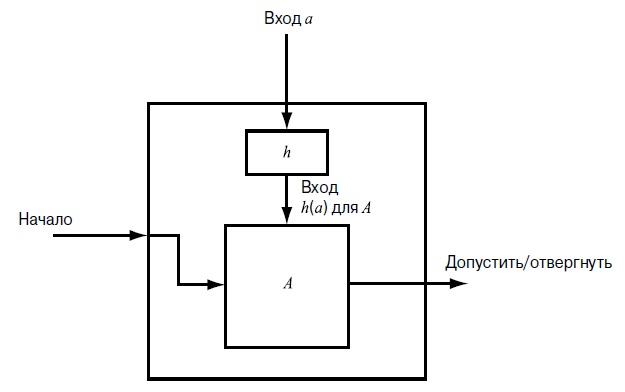 Вход a
h
Вход
h(a) для A
Начало
Допустить/отвергнуть
A